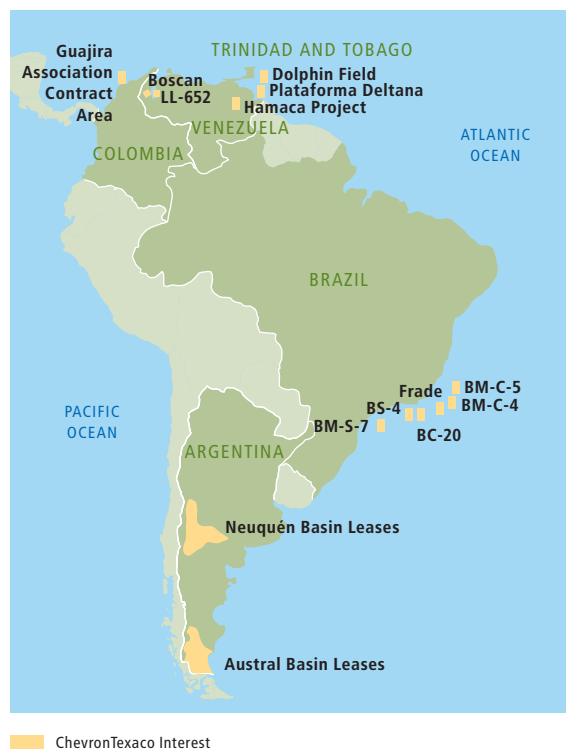 Guajira
Association
Contract
Area
Boscan
LL-652
TRINIDAD AND TOBAGO
Dolphin Field
Plataforma Deltana
Hamaca Project
VENEZUELA
COLOMBIA
ATLANTIC
OCEAN
BRAZIL
PACIFIC
OCEAN
Frade
BM-C-5
BM-C-4
BS-4
BM-S-7
BC-20
ARGENTINA
Neuquén Basin Leases
Austral Basin Leases
ChevronTexaco Interest